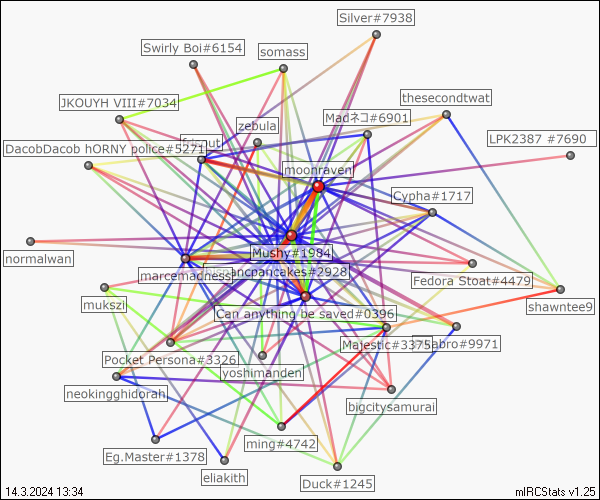 Silver#7938
Swirly Boi#6154
somass
JKOUYH VIII#7034
thesecondtwat
Madネコ#6901
zebula
LPK2387 #7690
DacobDacob hORNY police#5271
moonraven
Cypha#1717
normalwan
Mushy#1984
marcemadness
ancpancakes#2928
Fedora Stoat#4479
mukszi
shawntee9
Can anything be saved#0396
Majestic#3375
abro#9971
Pocket Persona#3326
yoshimanden
neokingghidorah
bigcitysamurai
ming#4742
Eg.Master#1378
eliakith
Duck#1245
14.3.2024 13:34
mIRCStats v1.25